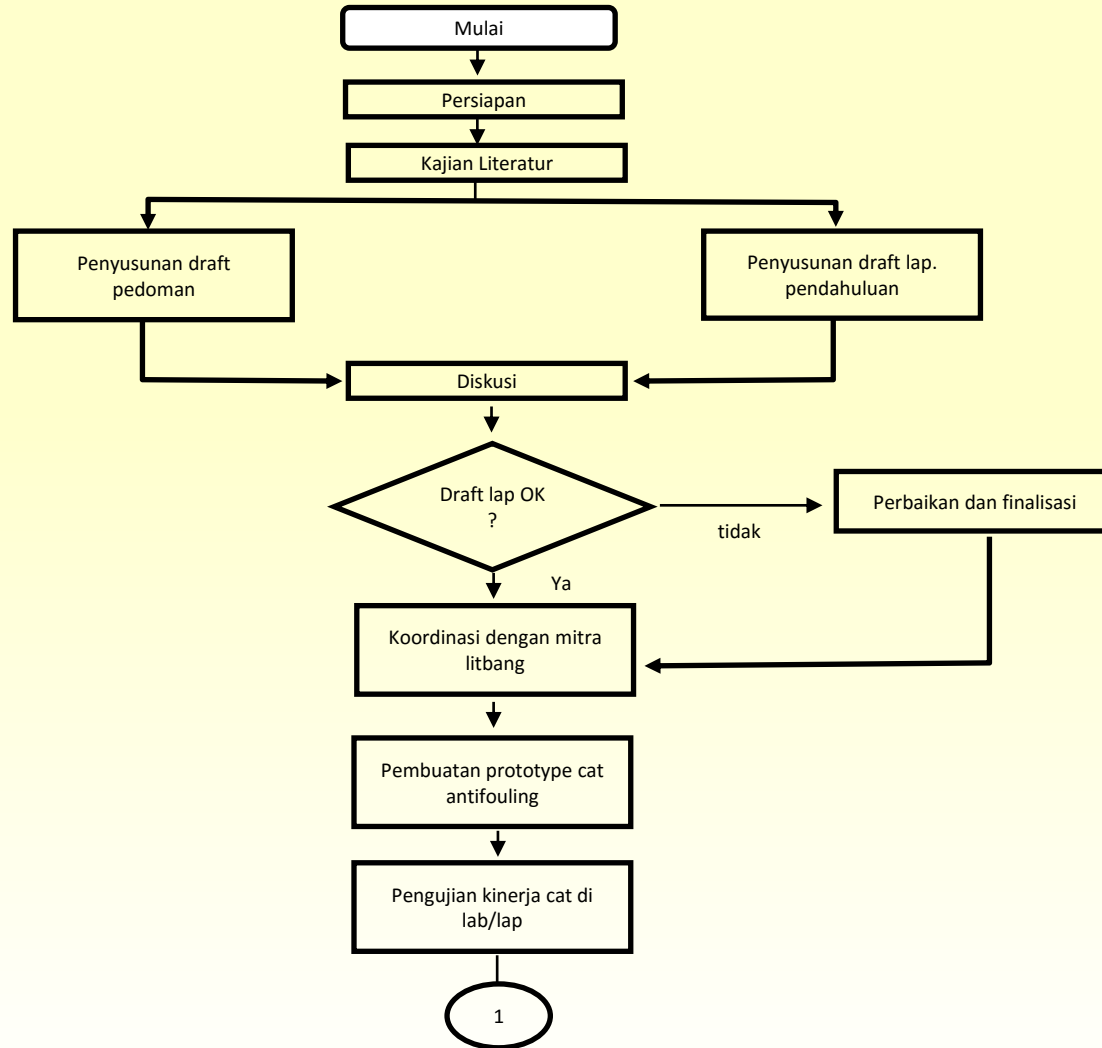 Mulai
Persiapan
Kajian Literatur
Penyusunan draft
pedoman
Penyusunan draft lap.
pendahuluan
Diskusi
Draft lap OK
?
tidak
Perbaikan dan finalisasi
Ya
Koordinasi dengan mitra
litbang
Pembuatan prototype cat
antifouling
Pengujian kinerja cat di
lab/lap
1